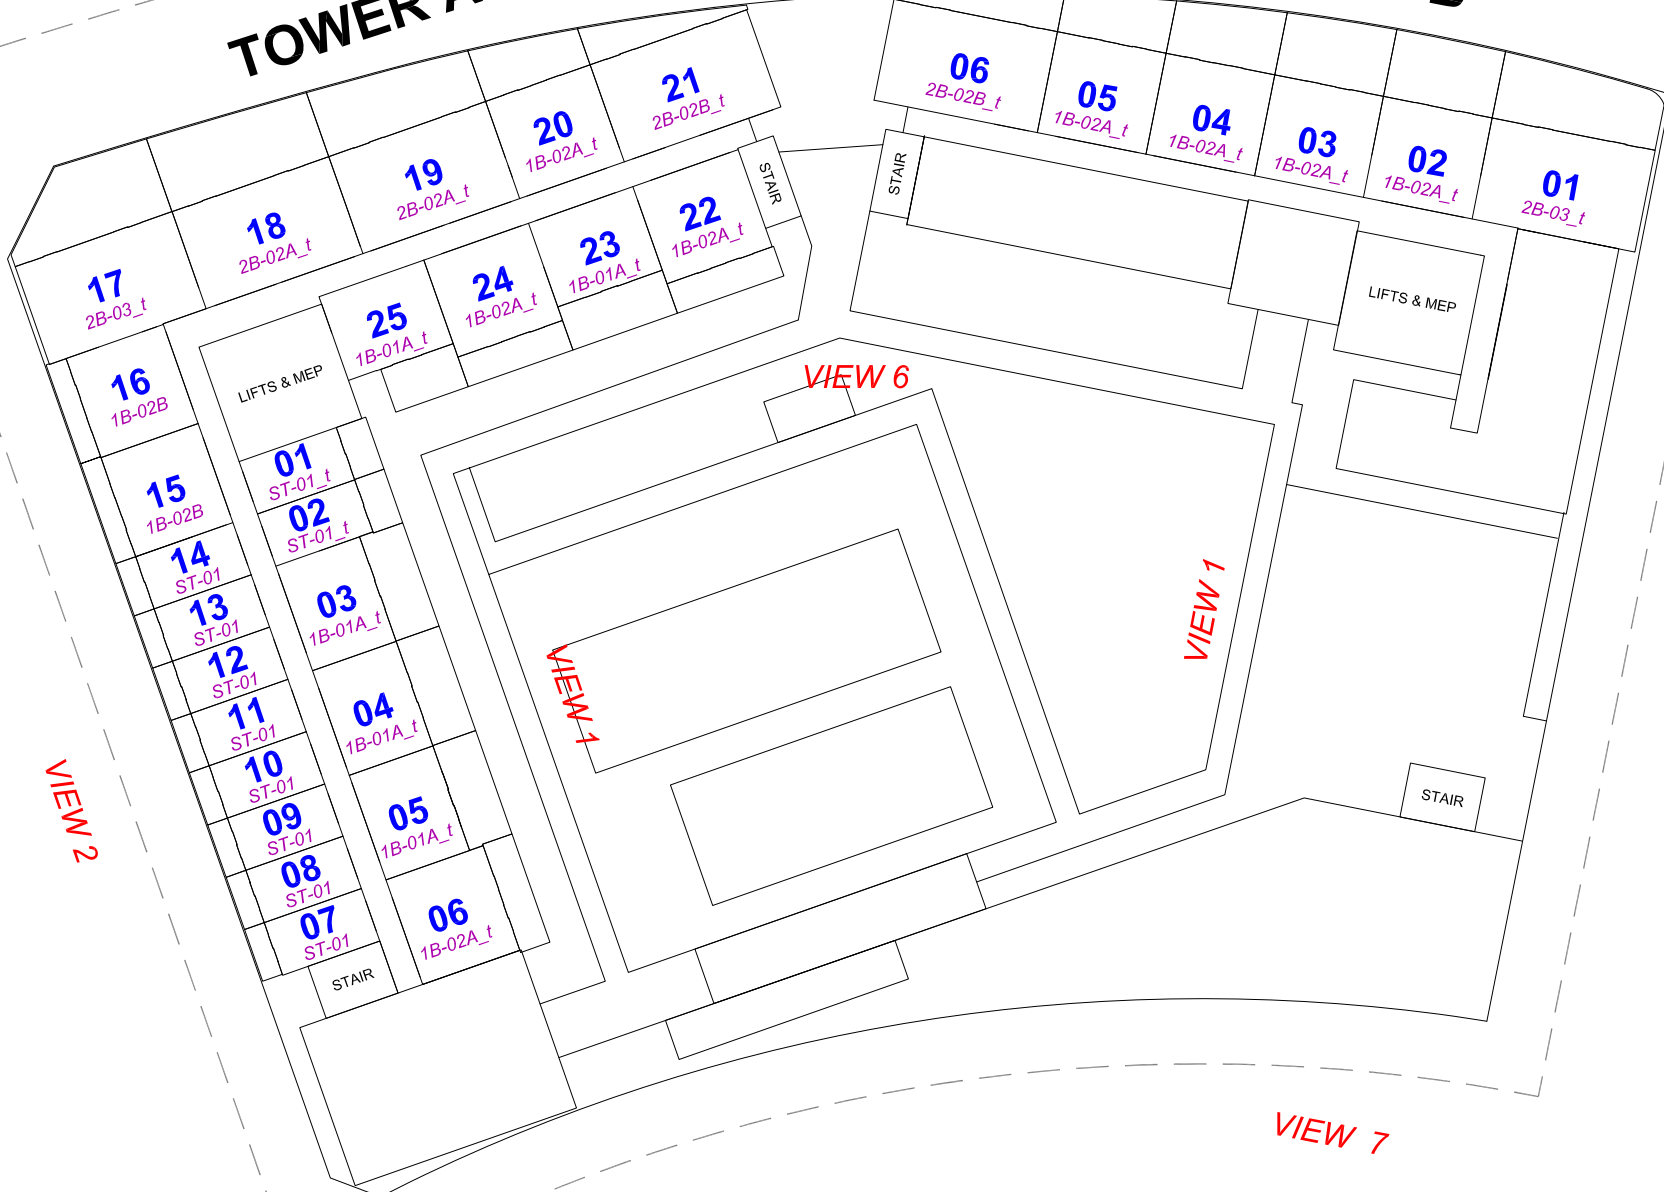 TOWER A
B
06
2B-02B_t
05
1B-02A_t
04
1B-02A_t
03
1B-02A_t
02
1B-02A_t
01
2B-03_t
21
2B-02B_t
20
1B-02A_t
19
2B-02A_t
18
2B-02A_t
17
2B-03_t
STAIR
STAIR
22
1B-02A_t
23
1B-01A_t
24
1B-02A_t
25
1B-01A_t
LIFTS & MEP
LIFTS & MEP
16
1B-02B
15
1B-02B
14
ST-01
13
ST-01
12
ST-01
11
ST-01
10
ST-01
09
ST-01
08
ST-01
07
ST-01
STAIR
01
ST-01_t
02
ST-01_t
03
1B-01A_t
04
1B-01A_t
05
1B-01A_t
06
1B-02A_t
VIEW 6
VIEW 1
VIEW 1
VIEW 2
STAIR
VIEW 7